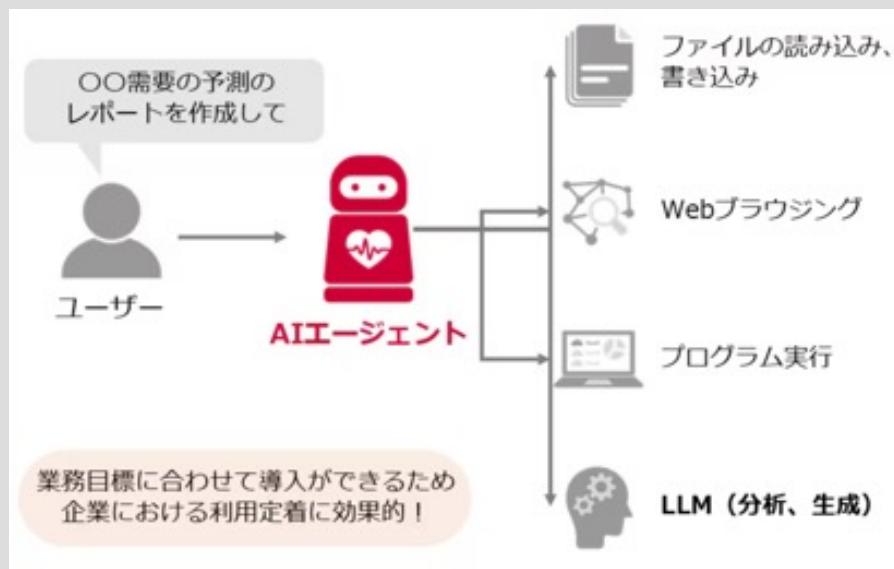 〇〇需要の予測の
レポートを作成して
ユーザー
AIエージェント
ファイルの読み込み、
書き込み
Webブラウジング
プログラム実行
LLM（分析、生成）
業務目標に合わせて導入ができるため
企業における利用定着に効果的！